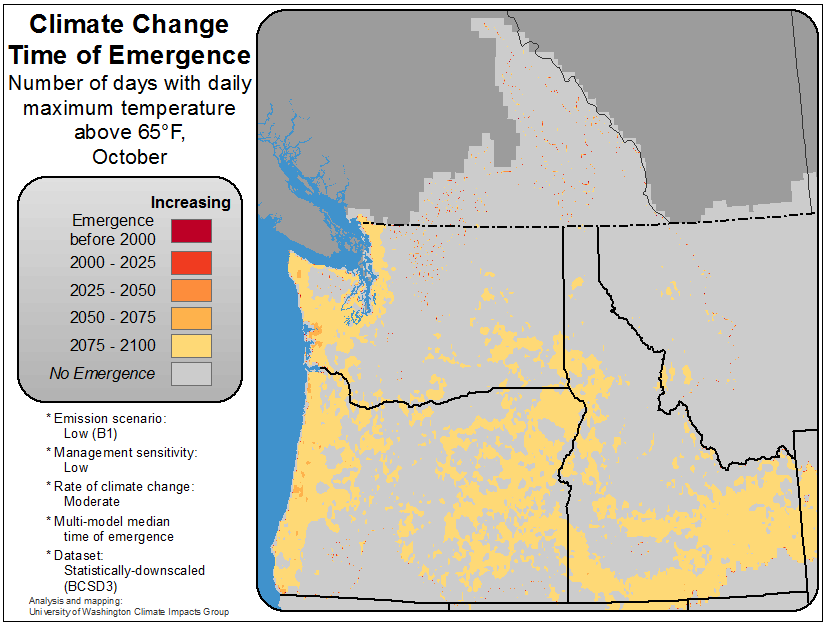 Climate Change
Time of Emergence
Number of days with daily
maximum temperature
above 65°F,
October
Increasing
Emergence
before 2000
2000 - 2025
2025 - 2050
2050 - 2075
2075 - 2100
No Emergence
* Emission scenario:
Low (B1)
* Management sensitivity:
Low
* Rate of climate change:
Moderate
* Multi-model median
time of emergence
* Dataset:
Statistically-downscaled
(BCSD3)
Analysis and mapping:
University of Washington Climate Impacts Group